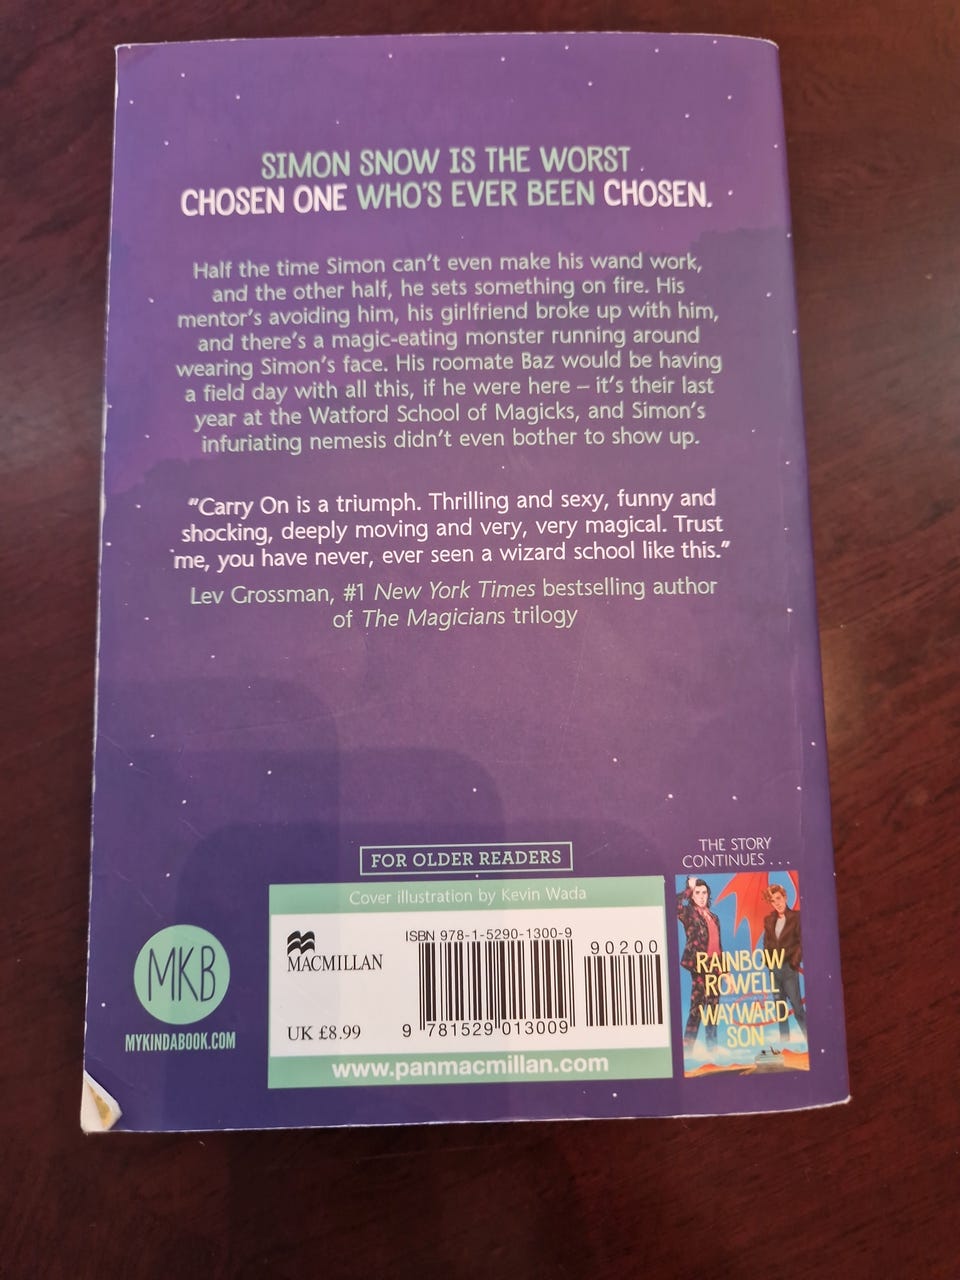 SIMON SNOW IS THE WORST
CHOSEN ONE WHO'S EVER BEEN CHOSEN.
Half the time Simon can't even make his wand work,
and the other half, he sets something on fire. His
mentor's avoiding him, his girlfriend broke up with him,
and there's a magic-eating monster running around
wearing Simon's face. His roomate Baz would be having
a field day with all this, if he were here – it's their last
year at the Watford School of Magicks, and Simon's
infuriating nemesis didn't even bother to show up.
"Carry On is a triumph. Thrilling and sexy, funny and
shocking, deeply moving and very, very magical. Trust
me, you have never, ever seen a wizard school like this."
Lev Grossman, #1 New York Times bestselling author
of The Magicians trilogy
FOR OLDER READERS
Cover illustration by Kevin Wada
MACMILLAN
UK £8.99
ISBN 978-1-5290-1300-9
90200
9 781529 013009
www.panmacmillan.com
MKB
MYKINDABOOK.COM
THE STORY
CONTINUES . . .
RAINBOW
ROWELL
WAYWARD
SON